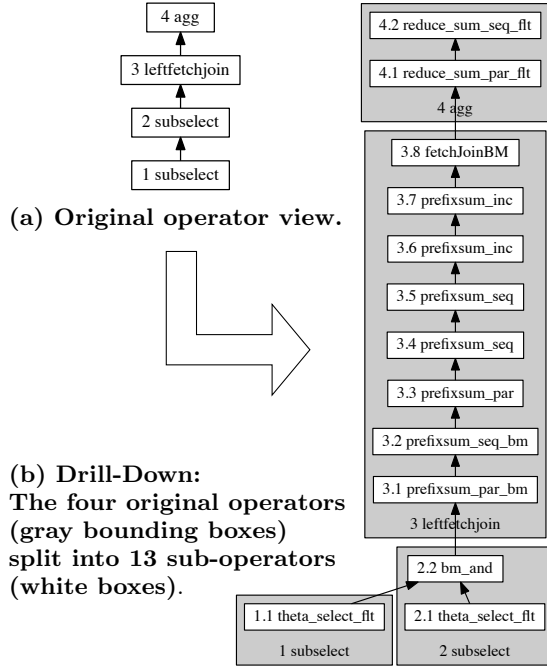 4 agg
3 leftfetchjoin
2 subselect
1 subselect
(a) Original operator view.
(b) Drill-Down:
The four original operators
(gray bounding boxes)
split into 13 sub-operators
(white boxes).
4.2 reduce_sum_seq_flt
4.1 reduce_sum_par_flt
4 agg
3.8 fetchJoinBM
3.7 prefixsum_inc
3.6 prefixsum_inc
3.5 prefixsum_seq
3.4 prefixsum_seq
3.3 prefixsum_par
3.2 prefixsum_seq_bm
3.1 prefixsum_par_bm
3 leftfetchjoin
2.2 bm_and
1.1 theta_select_flt
2.1 theta_select_flt
1 subselect
2 subselect